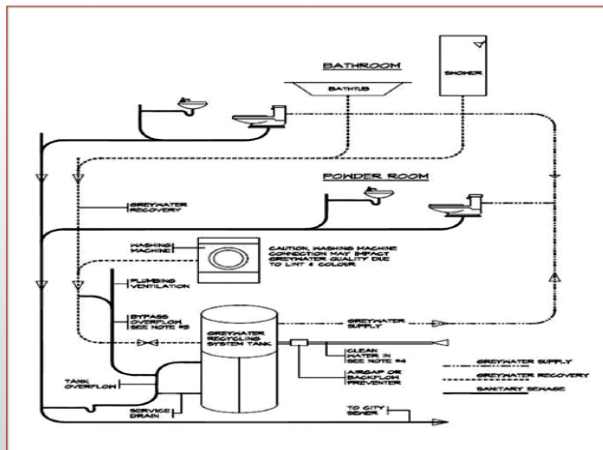 BATHROOM
SHOWER
BATHTUB
POWDER ROOM
GREYWATER
RECOVERY
WASHING
MACHINE
CAUTION, WASHING MACHINE
CONNECTION MAY IMPACT
GREYWATER QUALITY DUE
TO LINT & COLOUR
PLUMBING
VENTILATION
BYPASS
OVERFLOW
SEE NOTE #5
GREYWATER
RECYCLING
SYSTEM TANK
GREYWATER
SUPPLY
CLEAN
WATER IN
SEE NOTE #4
AIRGAP OR
BACKFLOW
PREVENTER
TANK
OVERFLOW
SERVICE
DRAIN
TO CITY
SEWER
GREYWATER SUPPLY
GREYWATER RECOVERY
SANITARY SEWAGE